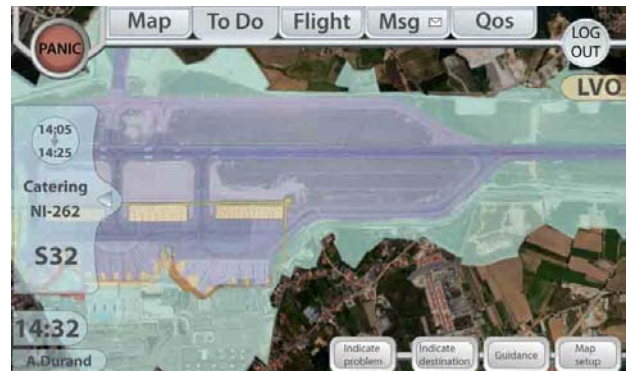 Map
To Do
Flight
Msg
Qos
PANIC
LOG
OUT
LVO
14:05
14:25
Catering
NI-262
S32
14:32
A.Durand
Indicate
problem
Indicate
destination
Guidance
Map
setup